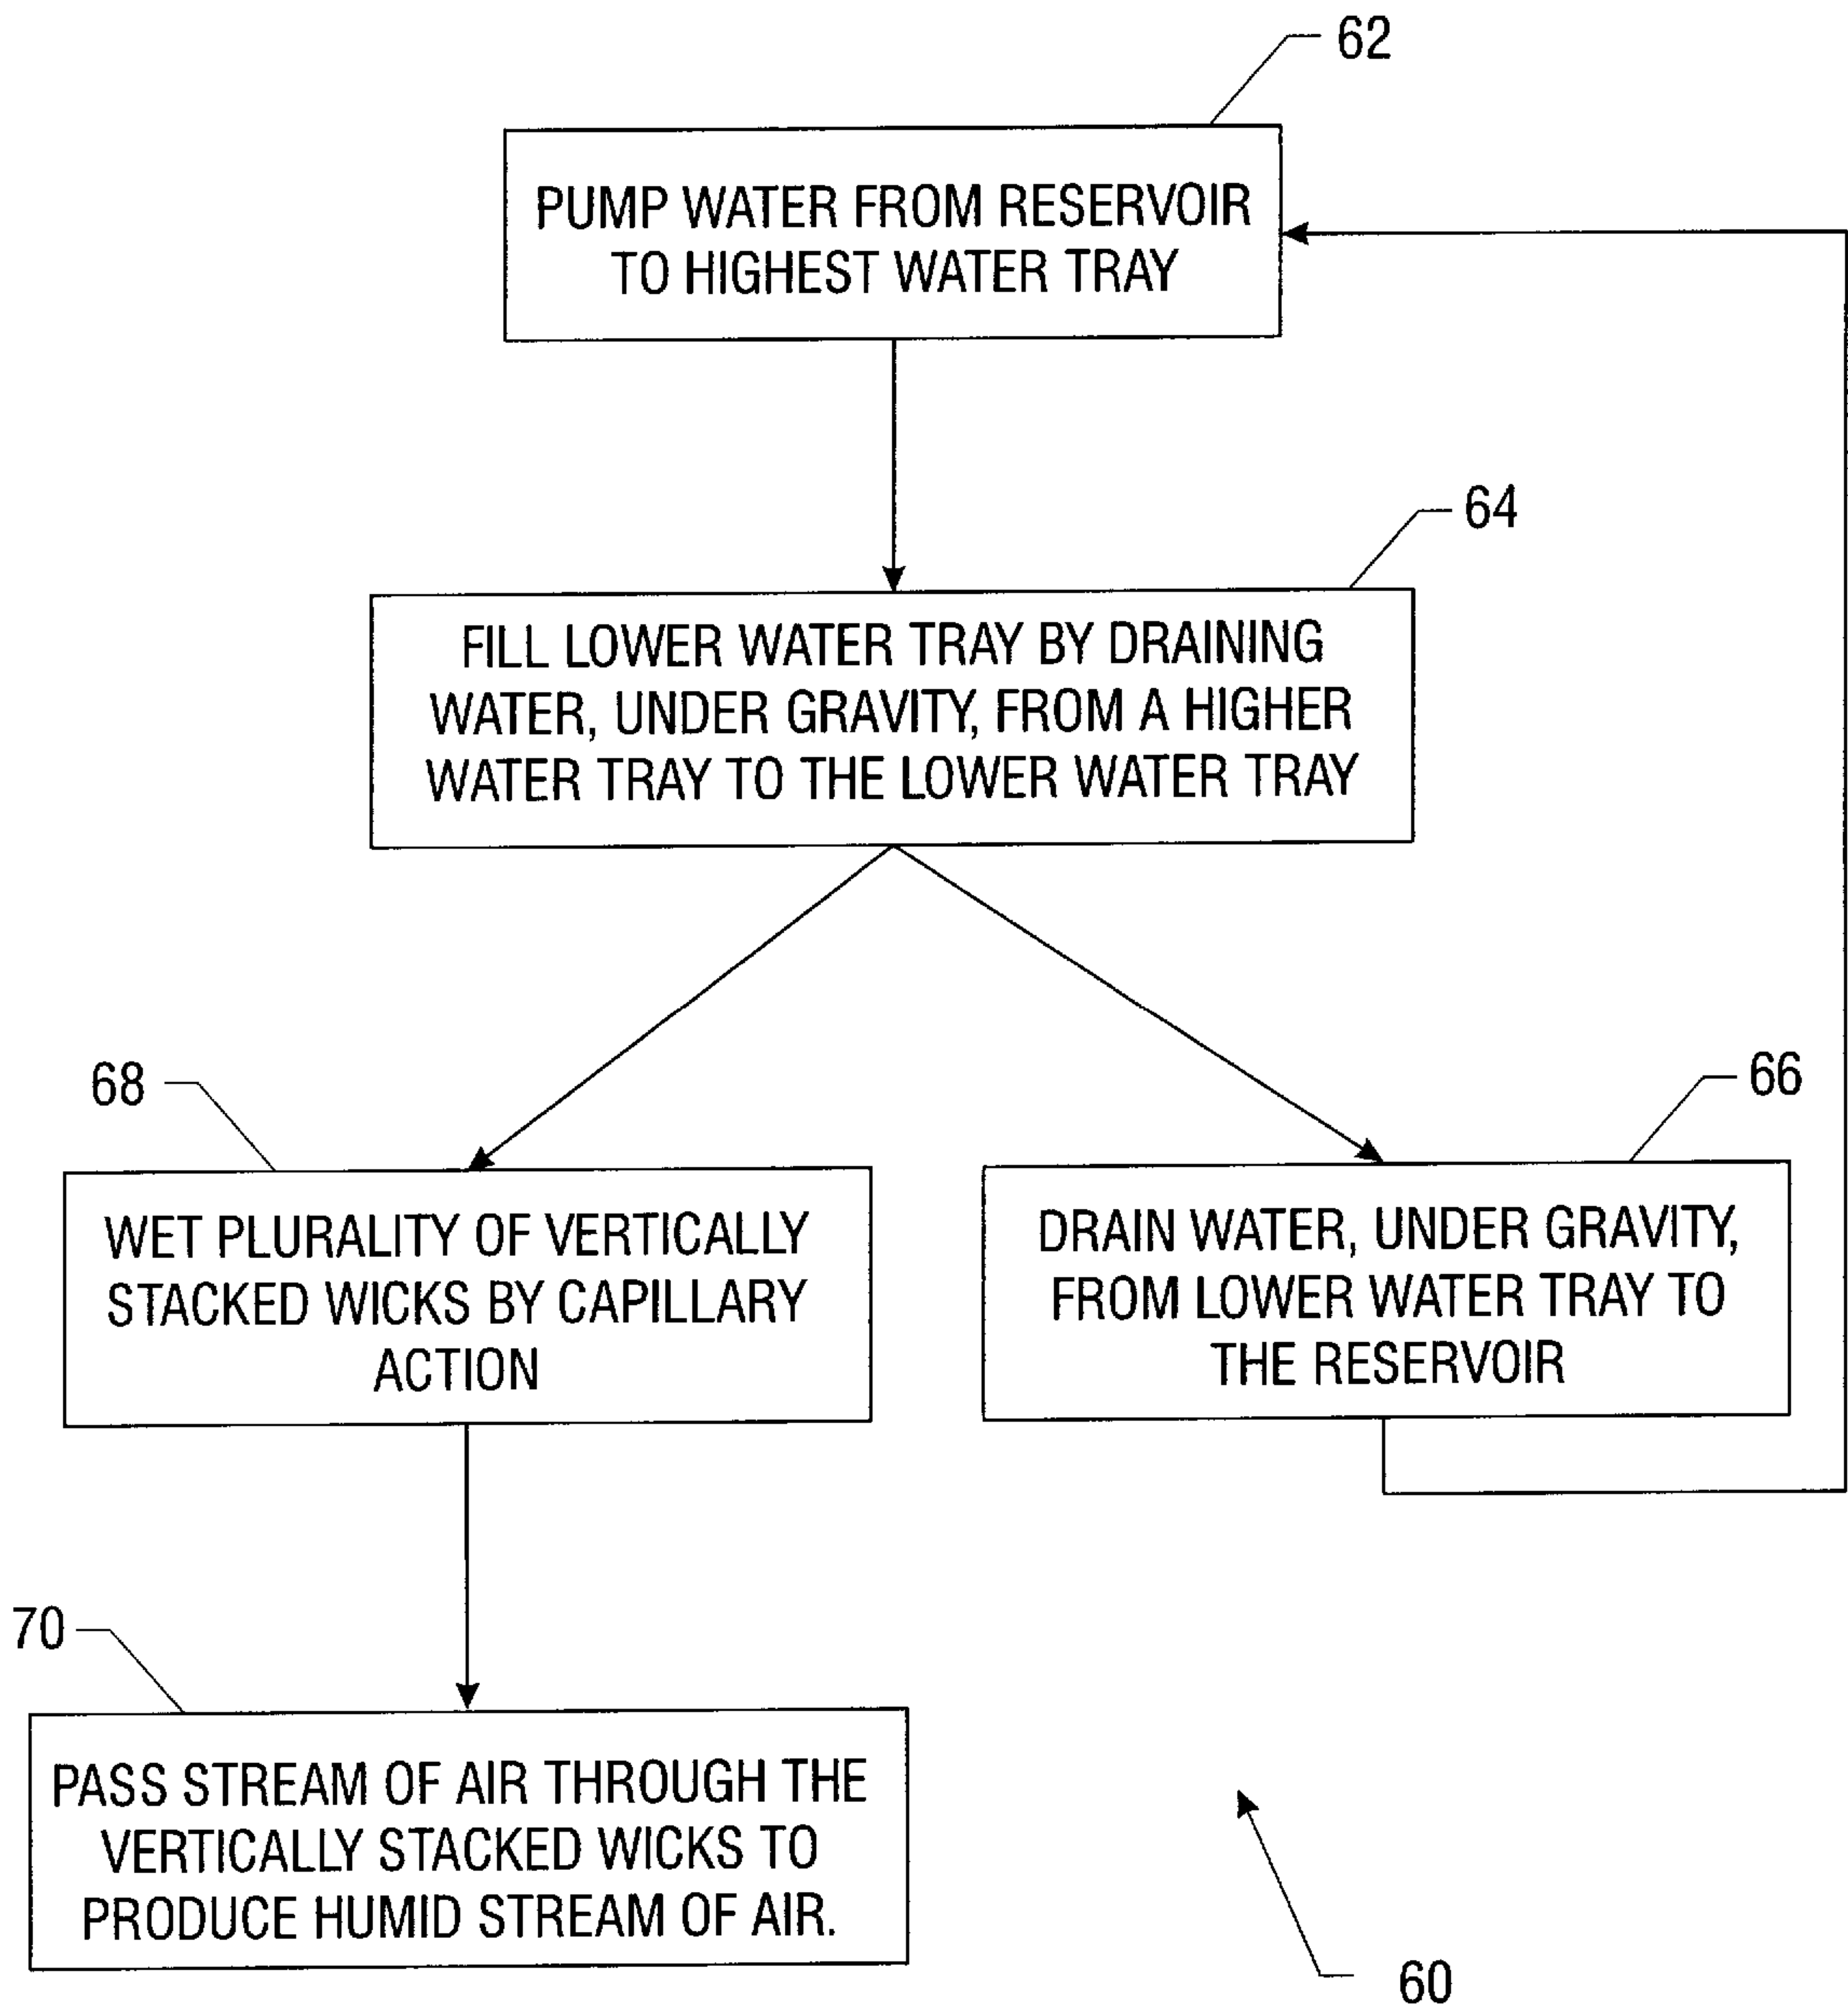 62
PUMP WATER FROM RESERVOIR
TO HIGHEST WATER TRAY
64
FILL LOWER WATER TRAY BY DRAINING
WATER, UNDER GRAVITY, FROM A HIGHER
WATER TRAY TO THE LOWER WATER TRAY
68
WET PLURALITY OF VERTICALLY
STACKED WICKS BY CAPILLARY
ACTION
66
DRAIN WATER, UNDER GRAVITY,
FROM LOWER WATER TRAY TO
THE RESERVOIR
70
PASS STREAM OF AIR THROUGH THE
VERTICALLY STACKED WICKS TO
PRODUCE HUMID STREAM OF AIR.
60